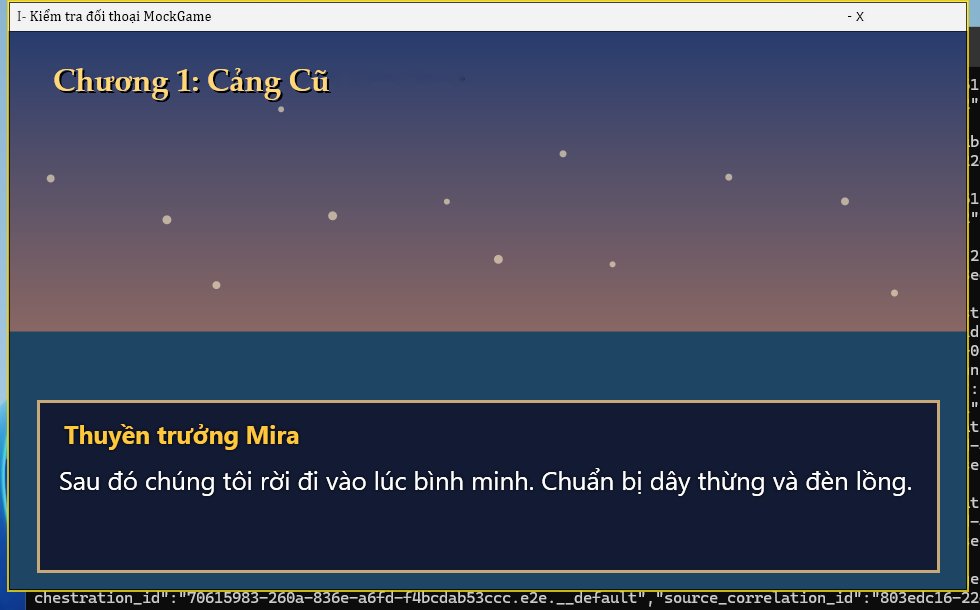 I- Kiểm tra đối thoại MockGame
- X
Chương 1: Cảng Cũ
Thuyền trưởng Mira
Sau đó chúng tôi rời đi vào lúc bình minh. Chuẩn bị dây thừng và đèn lồng.
chestration_id":"70615983-260a-836e-a6fd-f4bcdab53ccc.e2e.__default","source_correlation_id":"803edc16-2